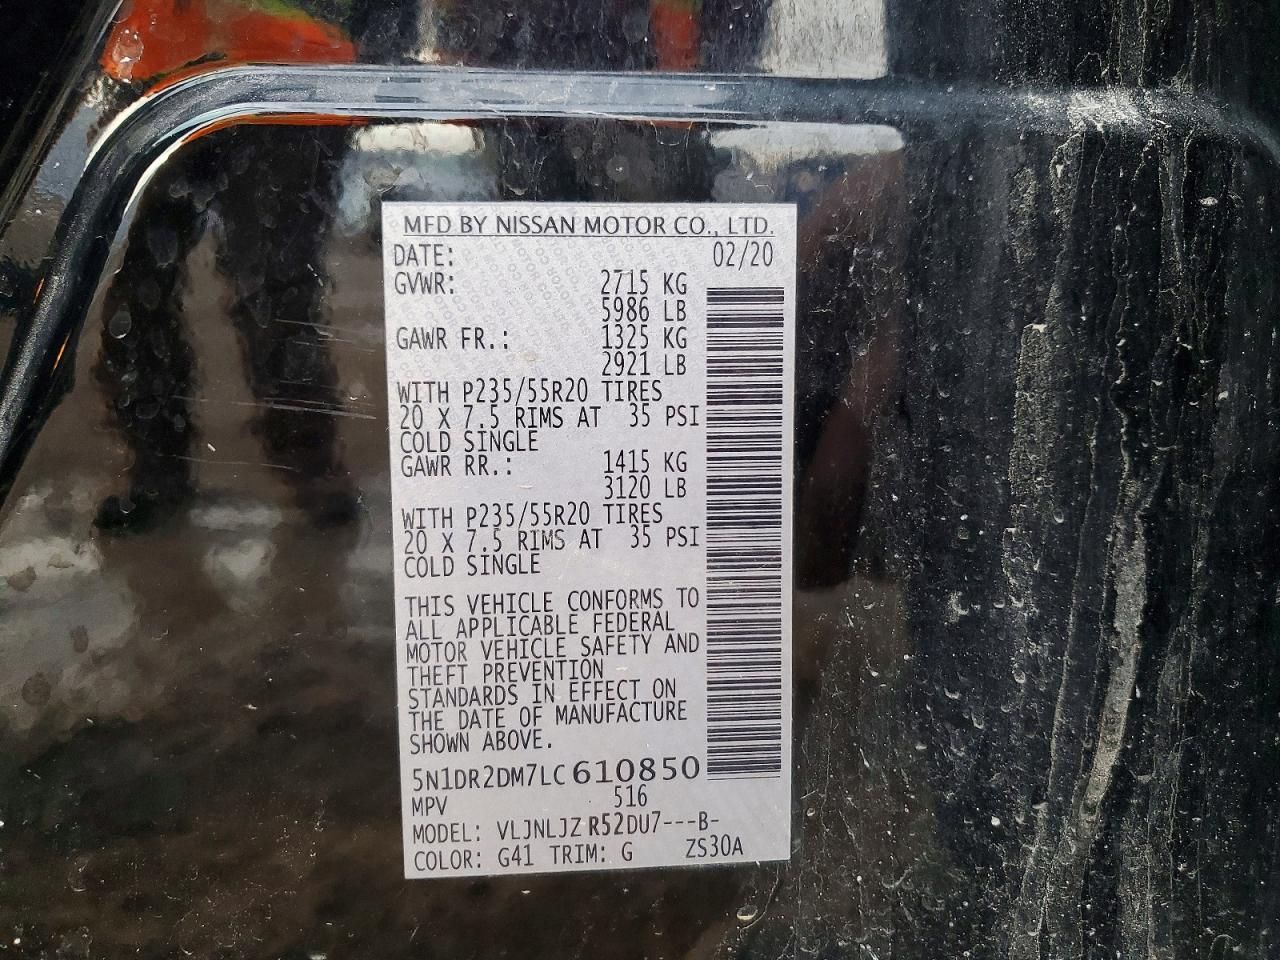 MFD BY NISSAN MOTOR CO., LTD.
DATE: 02/20
GVWR: 2715 KG
5986 LB
GAWR FR.: 1325 KG
2921 LB
WITH P235/55R20 TIRES
20 X 7.5 RIMS AT 35 PSI
COLD SINGLE
GAWR RR.: 1415 KG
3120 LB
WITH P235/55R20 TIRES
20 X 7.5 RIMS AT 35 PSI
COLD SINGLE
THIS VEHICLE CONFORMS TO
ALL APPLICABLE FEDERAL
MOTOR VEHICLE SAFETY AND
THEFT PREVENTION
STANDARDS IN EFFECT ON
THE DATE OF MANUFACTURE
SHOWN ABOVE.
5N1DR2DM7LC610850
MPV 516
MODEL: VLJNLJZ R52DU7---B-
COLOR: G41 TRIM: G ZS30A